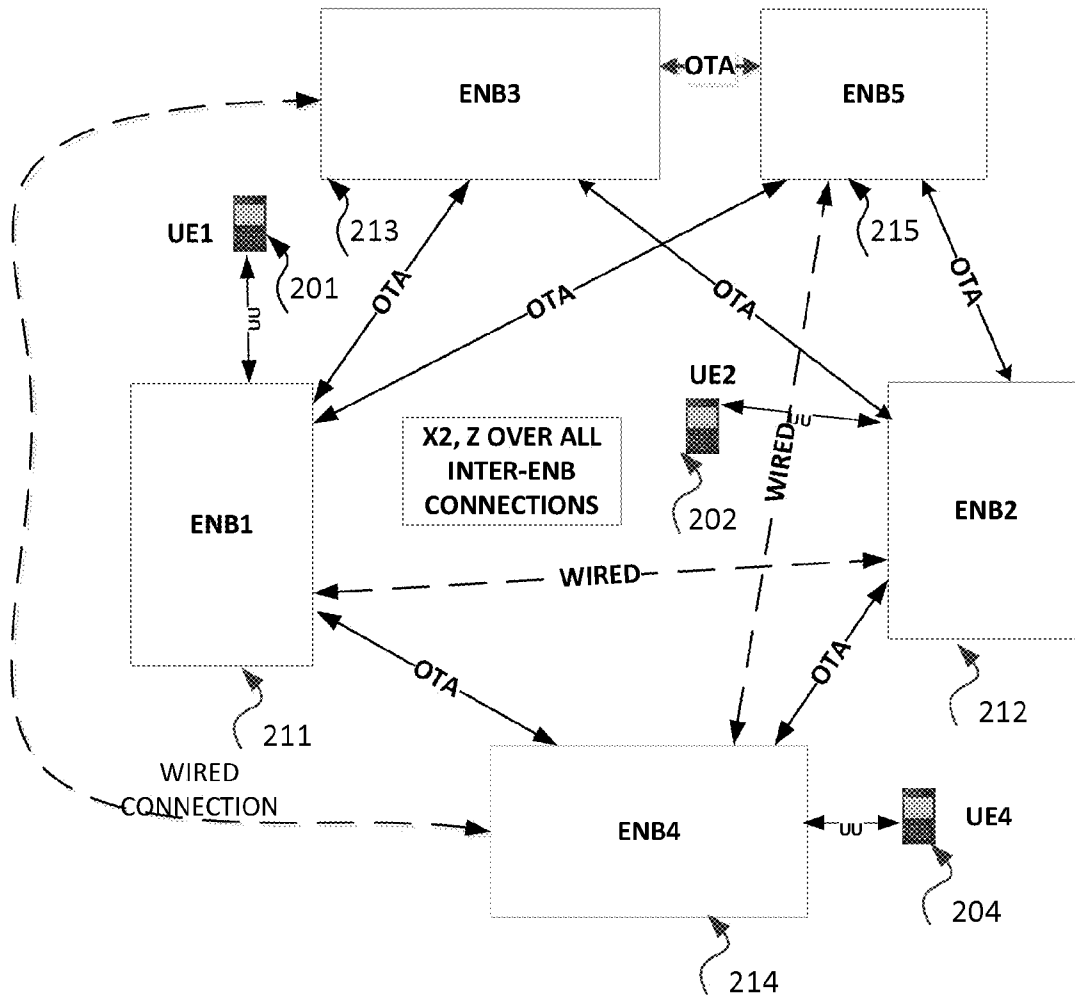 OTA
ENB3
ENB5
UE1
213
215
201
OTA
OTA
OTA
OTA
UU
UE2
UU
X2, Z OVER ALL
INTER-ENB
CONNECTIONS
WIRED
202
ENB1
ENB2
WIRED
OTA
OTA
211
212
WIRED
CONNECTION
ENB4
UU
UE4
204
214